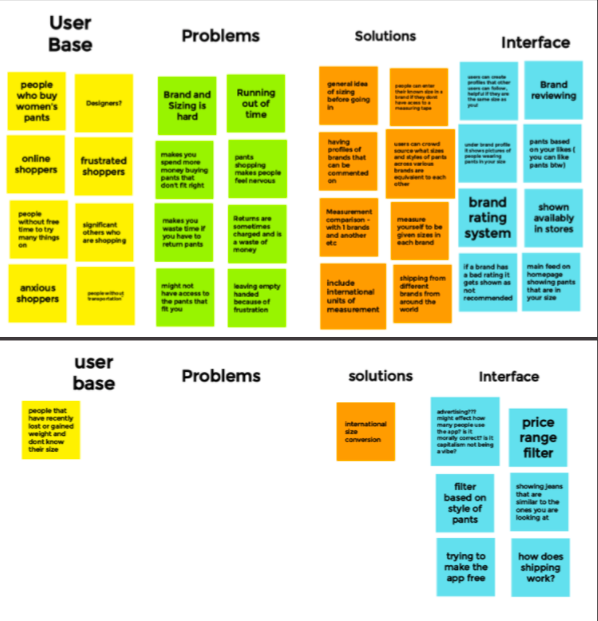 User
Base
Problems
Solutions
Interface
people
who buy
women's
pants
Designers?
online
shoppers
frustrated
shoppers
people
without free
time to try
many things
on
significant
others who
are shopping
anxious
shoppers
people without
transportation
Brand and
Sizing is
hard
Running
out of
time
makes you
spend more
money buying
pants that
don't fit right
pants
shopping
makes people
feel nervous
makes you
waste time if
you have to
return pants
Returns are
sometimes
charged and is
a waste of
money
might not
have access to
the pants that
fit you
leaving empty
handed
because of
frustration
general idea
of sizing
before going
in
people can enter
their known size in a
brand if they dont
have access to a
measuring tape
having
profiles of
brands that
can be
commented
on
users can crowd
source what sizes
and styles of pants
across various
brands are
equivalent to each
other
Measurement
comparison -
with 1 brands
and another
etc
measure
yourself to be
given sizes in
each brand
include
international
units of
measurement
shipping from
different
brands from
around the
world
users can create
profiles that other
users can follow,
helpful if they are
the same size as
you!
Brand
reviewing
under brand profile
it shows pictures of
people wearing
pants in your size
pants based
on your likes (
you can like
pants btw)
brand
rating
system
shown
availably
in stores
if a brand has
a bad rating it
gets shown as
not
recommended
main feed on
homepage
showing pants
that are in
your size
user
base
Problems
solutions
Interface
people that
have recently
lost or gained
weight and
dont know
their size
international
size
conversion
advertising???
might effect how
many people use
the app? is it
morally correct? is it
capitalism not being
a vibe?
price
range
filter
filter
based on
style of
pants
showing jeans
that are
similar to the
ones you are
looking at
trying to
make the
app free
how does
shipping
work?